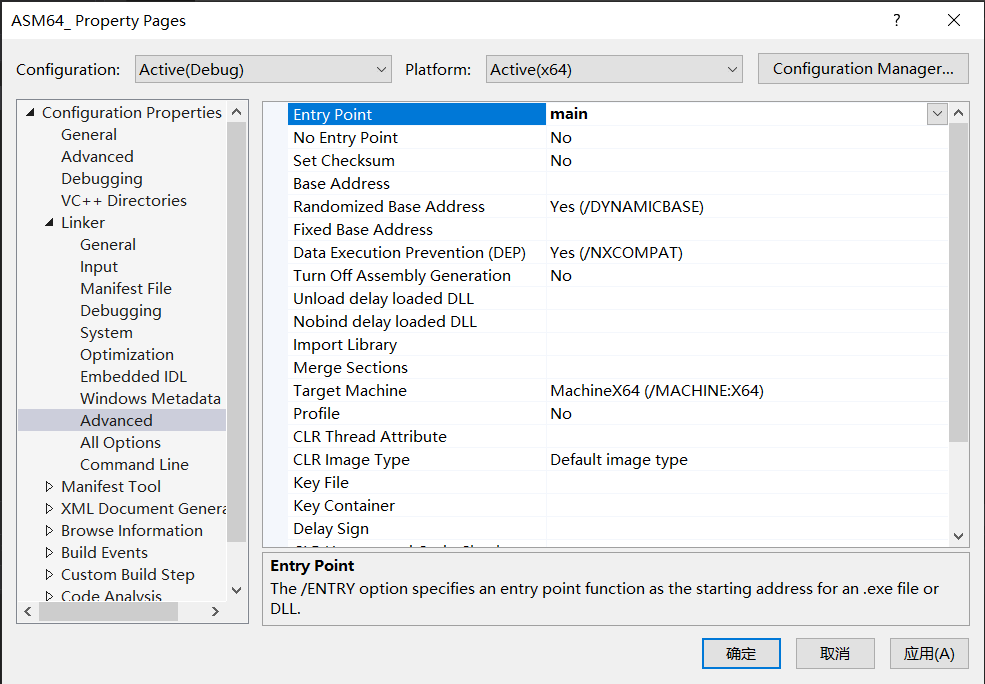 ASM64_ Property Pages
Configuration: Active(Debug) Platform: Active(x64) Configuration Manager...
Configuration Properties
General
Advanced
Debugging
VC++ Directories
Linker
General
Input
Manifest File
Debugging
System
Optimization
Embedded IDL
Windows Metadata
Advanced
All Options
Command Line
Manifest Tool
XML Document Genera
Browse Information
Build Events
Custom Build Step
Code Analysis
Entry Point main
No Entry Point No
Set Checksum No
Base Address
Randomized Base Address Yes (/DYNAMICBASE)
Fixed Base Address
Data Execution Prevention (DEP) Yes (/NXCOMPAT)
Turn Off Assembly Generation No
Unload delay loaded DLL
Nobind delay loaded DLL
Import Library
Merge Sections
Target Machine MachineX64 (/MACHINE:X64)
Profile No
CLR Thread Attribute
CLR Image Type Default image type
Key File
Key Container
Delay Sign
Entry Point
The /ENTRY option specifies an entry point function as the starting address for an .exe file or
DLL.
确定 取消 应用(A)